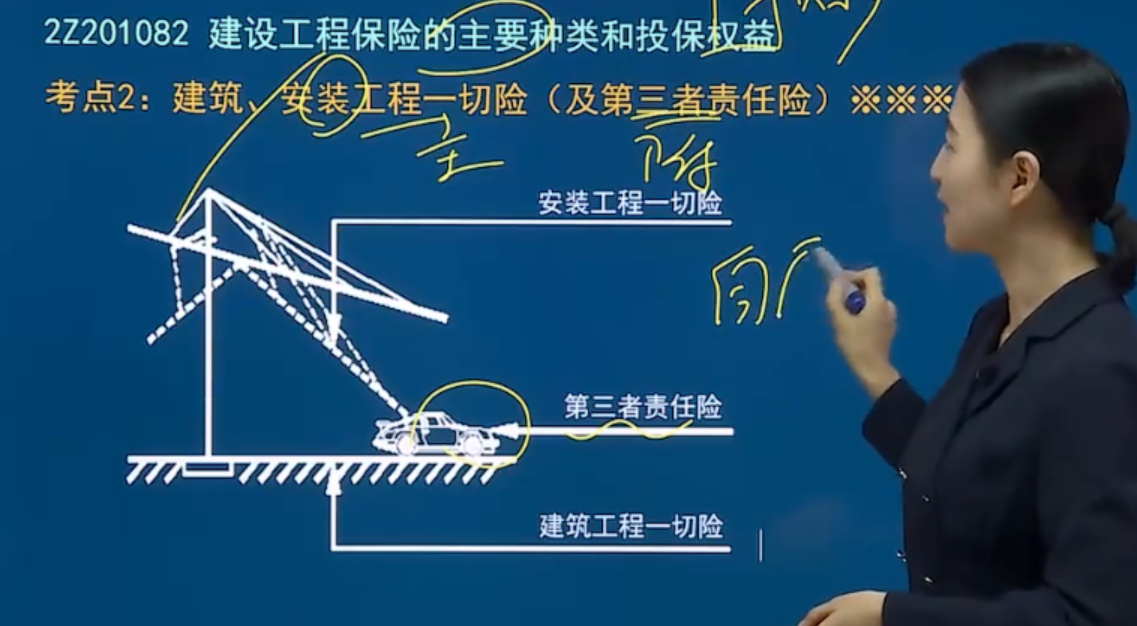 2Z201082 建设工程保险的主要种类和投保权益
考点2：建筑、安装工程一切险（及第三者责任险）※※※
主
附
安装工程一切险
第三者责任险
建筑工程一切险